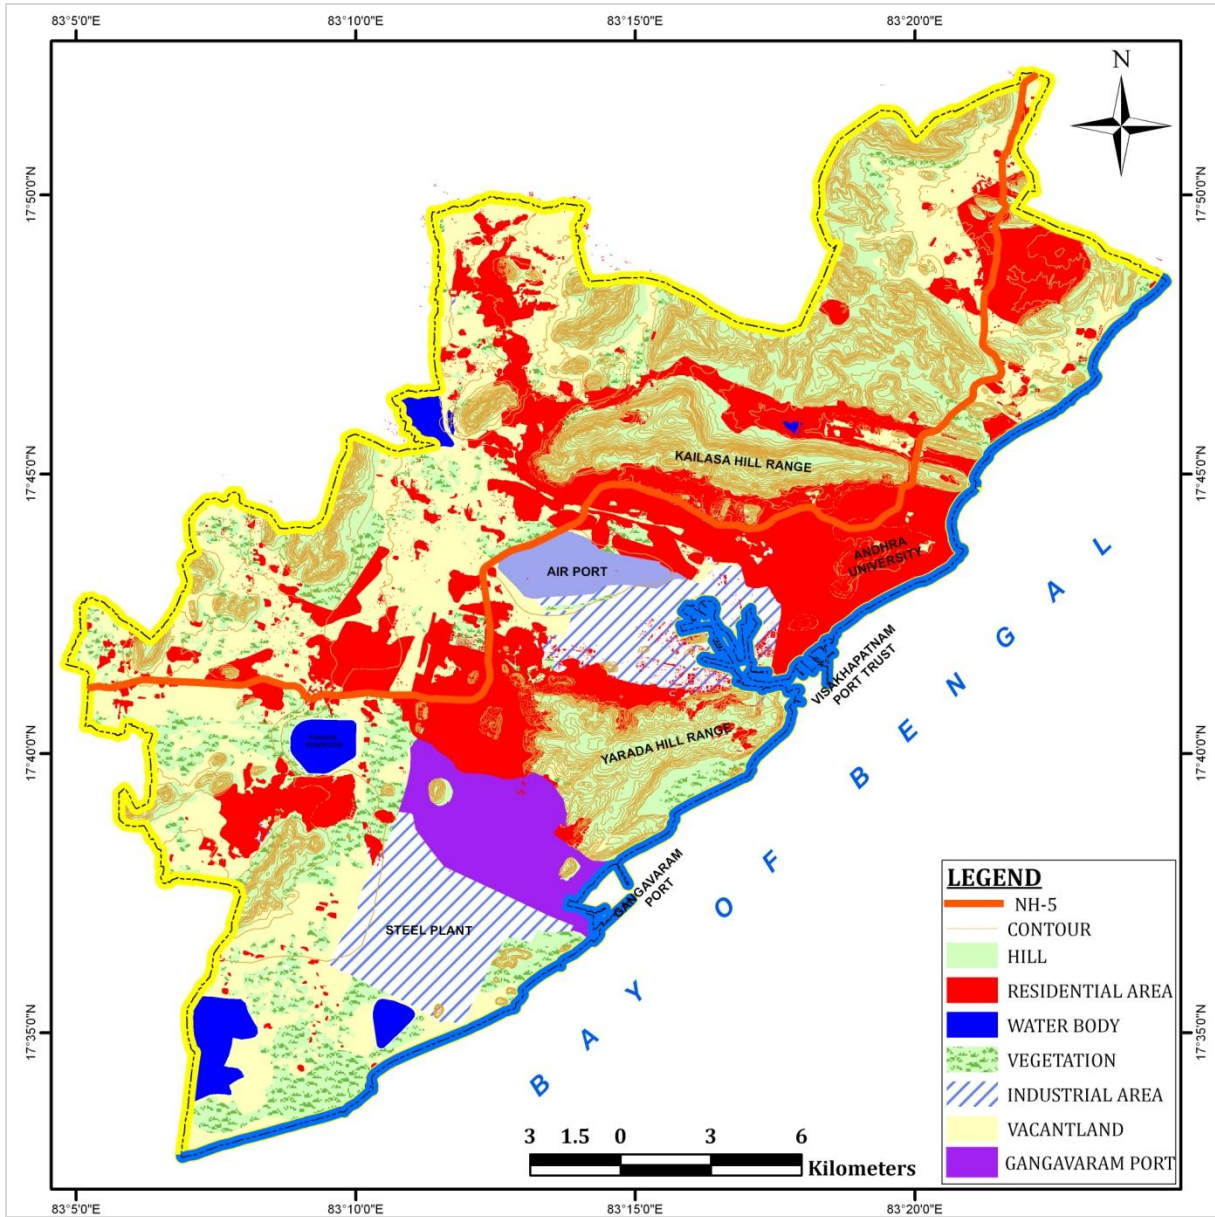 83°5'0"E
83°10'0"E
83°15'0"E
83°20'0"E
N
17°50'0"N
17°50'0"N
17°45'0"N
17°45'0"N
17°40'0"N
17°40'0"N
17°35'0"N
17°35'0"N
KAILASA HILL RANGE
ANDHRA
UNIVERSITY
AIR PORT
VISAKHAPATNAM
PORT TRUST
YARADA HILL RANGE
GANGAVARAM
PORT
STEEL PLANT
BAY OF BENGAL
LEGEND
NH-5
CONTOUR
HILL
RESIDENTIAL AREA
WATER BODY
VEGETATION
INDUSTRIAL AREA
VACANTLAND
GANGAVARAM PORT
3 1.5 0 3 6
Kilometers
83°5'0"E
83°10'0"E
83°15'0"E
83°20'0"E